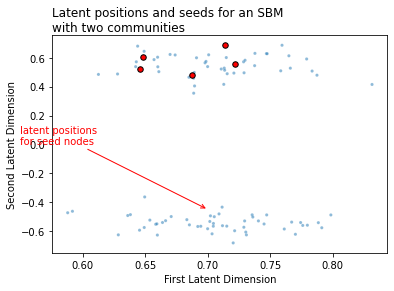 Latent positions and seeds for an SBM
with two communities
Second Latent Dimension
0.6
0.4
0.2
0.0
−0.2
−0.4
−0.6
latent positions
for seed nodes
0.60
0.65
0.70
0.75
0.80
First Latent Dimension